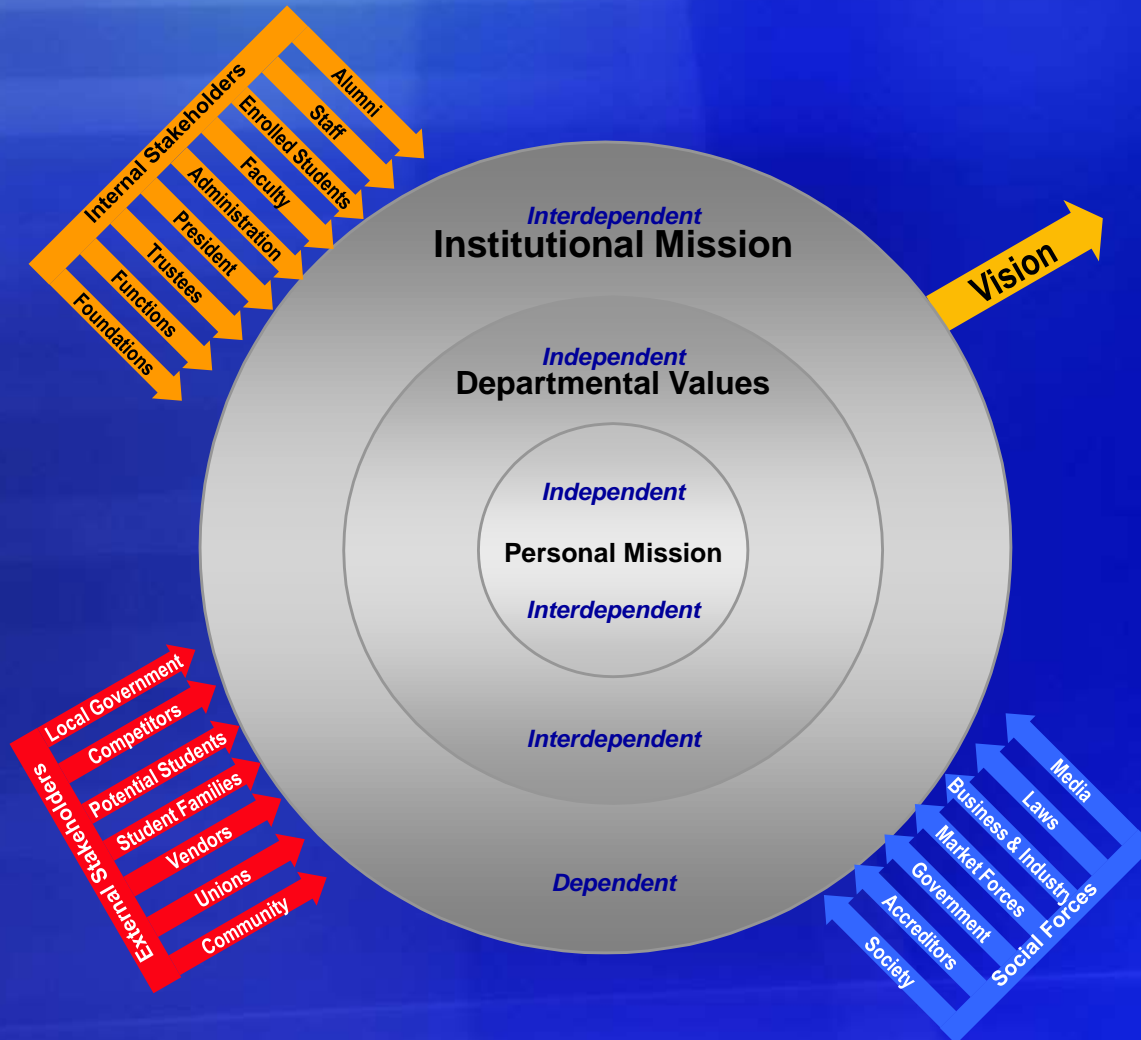 Internal Stakeholders
Alumni
Staff
Enrolled Students
Faculty
Administration
President
Trustees
Functions
Foundations
Interdependent
Institutional Mission
Vision
Independent
Departmental Values
Independent
Personal Mission
Interdependent
Interdependent
Dependent
External Stakeholders
Local Government
Competitors
Potential Students
Student Families
Vendors
Unions
Community
Media
Laws
Business & Industry
Market Forces
Government
Accreditors
Society
Social Forces